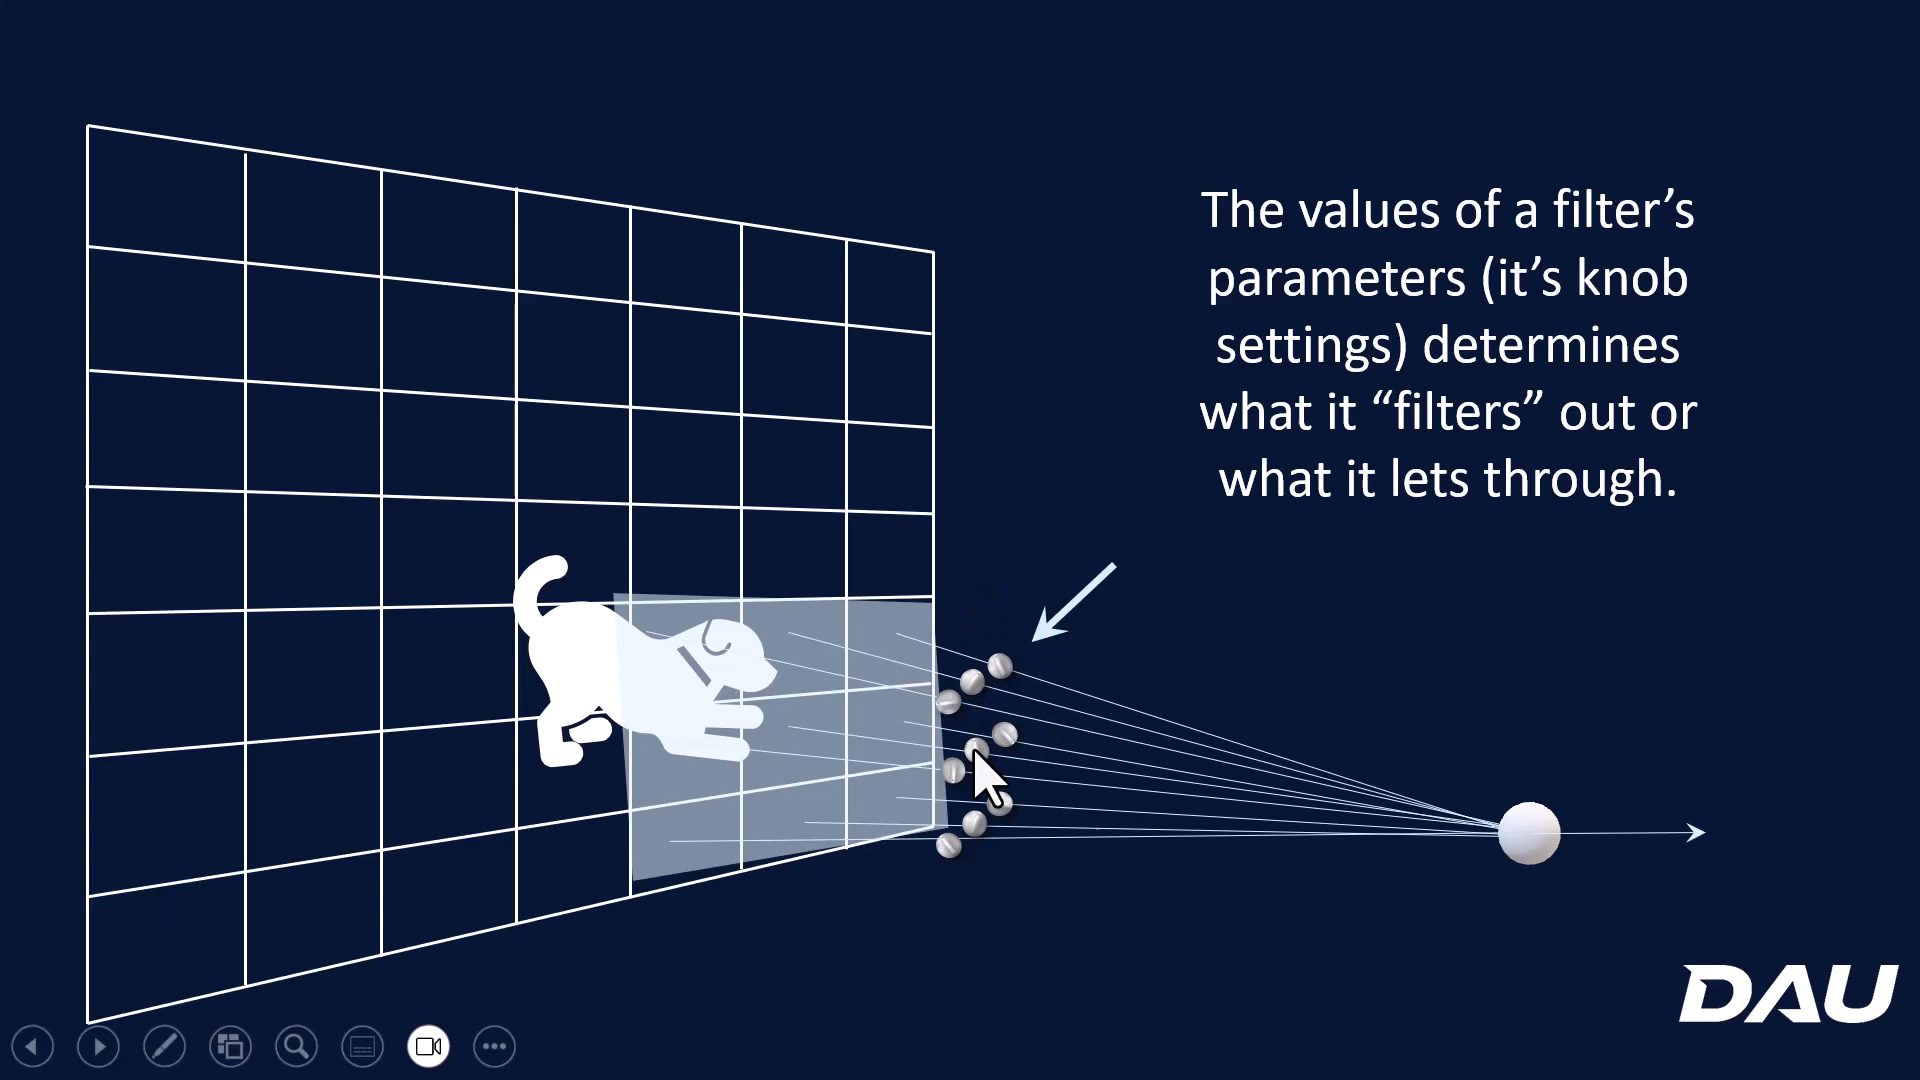 The values of a filter’s
parameters (it’s knob
settings) determines
what it “filters” out or
what it lets through.
DAU